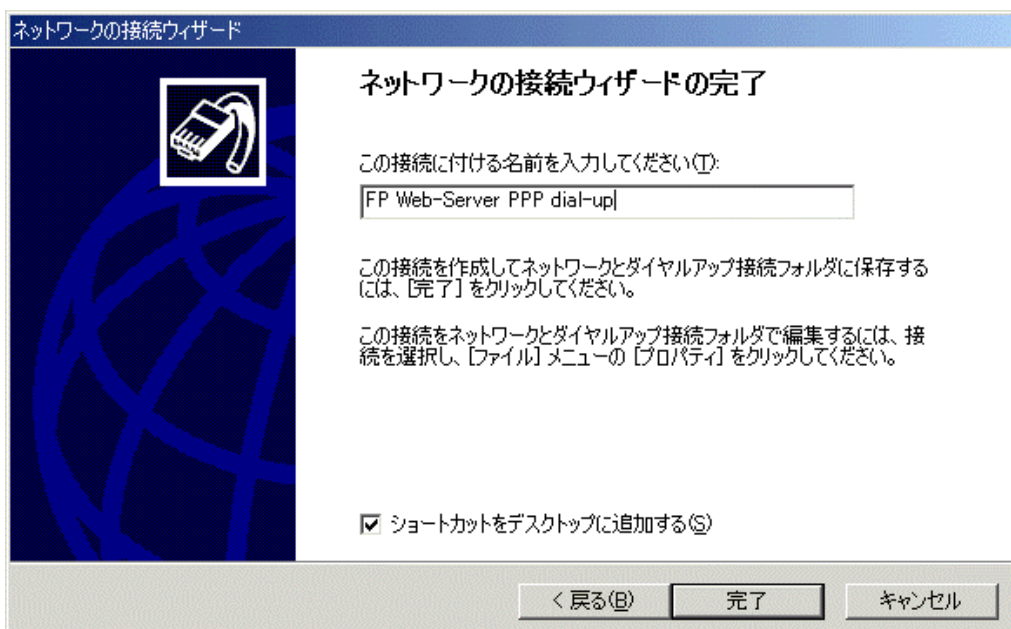 ネットワークの接続ウィザード
ネットワークの接続ウィザードの完了
この接続に付ける名前を入力してください(T):
FP Web-Server PPP dial-up
この接続を作成してネットワークとダイヤルアップ接続フォルダに保存する
には、[完了] をクリックしてください。
この接続をネットワークとダイヤルアップ接続フォルダで編集するには、接
続を選択し、[ファイル] メニューの [プロパティ] をクリックしてください。
ショートカットをデスクトップに追加する(S)
< 戻る(B)
完了
キャンセル